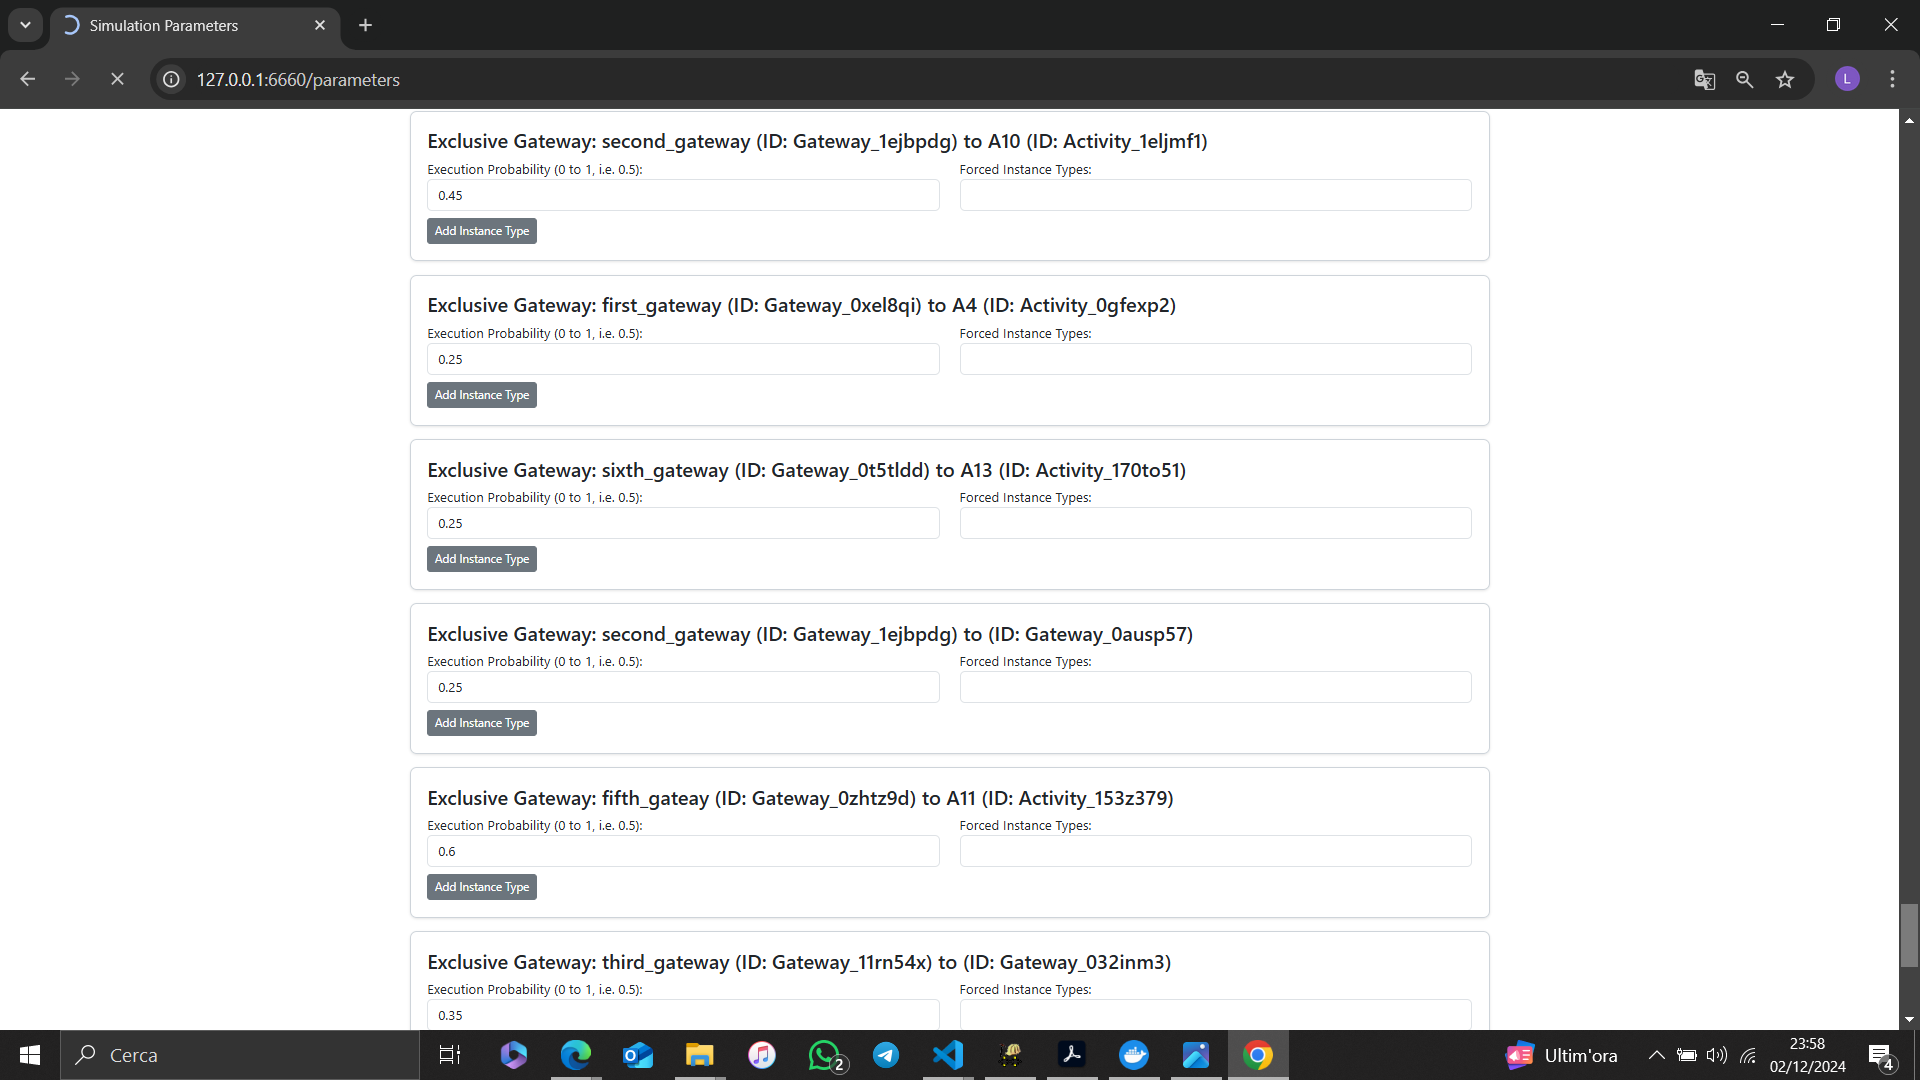 Simulation Parameters
127.0.0.1:6660/parameters
L
Exclusive Gateway: second_gateway (ID: Gateway_1ejbpdg) to A10 (ID: Activity_1eljmf1)
Execution Probability (0 to 1, i.e. 0.5): Forced Instance Types:
0.45
Add Instance Type
Exclusive Gateway: first_gateway (ID: Gateway_0xel8qi) to A4 (ID: Activity_0gfexp2)
Execution Probability (0 to 1, i.e. 0.5): Forced Instance Types:
0.25
Add Instance Type
Exclusive Gateway: sixth_gateway (ID: Gateway_0t5tldd) to A13 (ID: Activity_170to51)
Execution Probability (0 to 1, i.e. 0.5): Forced Instance Types:
0.25
Add Instance Type
Exclusive Gateway: second_gateway (ID: Gateway_1ejbpdg) to (ID: Gateway_0ausp57)
Execution Probability (0 to 1, i.e. 0.5): Forced Instance Types:
0.25
Add Instance Type
Exclusive Gateway: fifth_gateay (ID: Gateway_0zhtz9d) to A11 (ID: Activity_153z379)
Execution Probability (0 to 1, i.e. 0.5): Forced Instance Types:
0.6
Add Instance Type
Exclusive Gateway: third_gateway (ID: Gateway_11rn54x) to (ID: Gateway_032inm3)
Execution Probability (0 to 1, i.e. 0.5): Forced Instance Types:
0.35
Cerca
2
Ultim'ora
23:58
02/12/2024
4